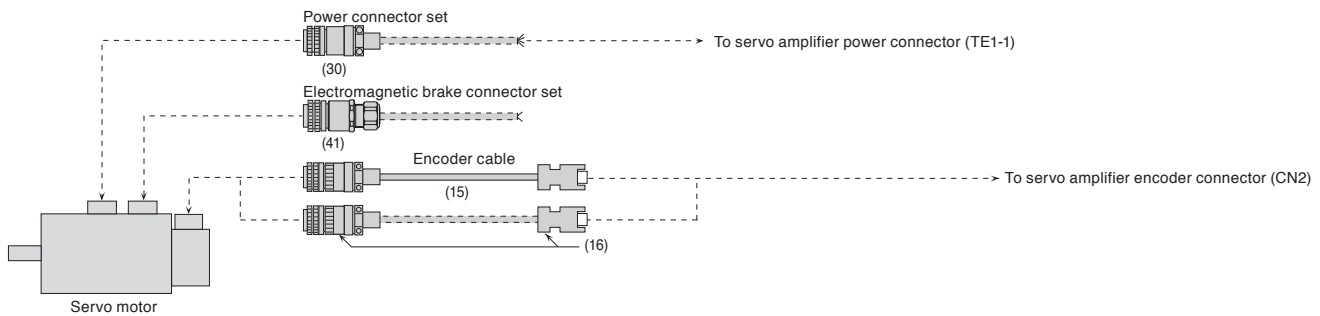 Power connector set
To servo amplifier power connector (TE1-1)
(30)
Electromagnetic brake connector set
(41)
Encoder cable
(15)
To servo amplifier encoder connector (CN2)
(16)
Servo motor